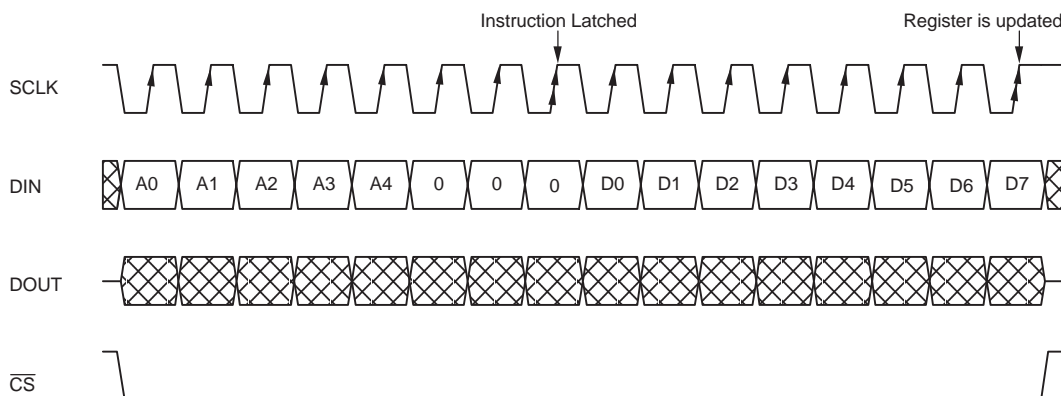 Instruction Latched Register is updated
SCLK
DIN A0 A1 A2 A3 A4 0 0 0 D0 D1 D2 D3 D4 D5 D6 D7
DOUT
CS